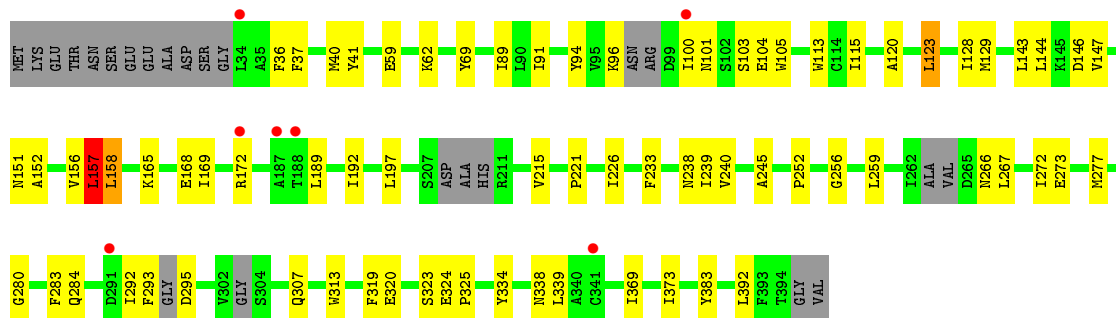 MET LYS GLU THR ASN SER GLU GLU ALA ASP SER GLY L34 A35 F36 F37 M40 Y41 E59 K62 Y69 I89 L90 I91 Y94 V95 K96 ASN ARG D99 I100 N101 S102 S103 E104 W105 W113 C114 I115 A120 L123 I128 M129 L143 L144 K145 D146 V147
N151 A152 V156 L157 L158 K165 E168 I169 R172 A187 T188 L189 I192 L197 S207 ASP ALA HIS R211 V215 P221 I226 F233 N238 I239 V240 A245 P252 G256 L259 I262 ALA VAL D265 N266 L267 I272 E273 M277
G280 F283 Q284 D291 I292 F293 GLY D295 V302 GLY S304 Q307 W313 F319 E320 S323 E324 P325 Y334 N338 L339 A340 C341 I369 I373 Y383 L392 F393 T394 GLY VAL